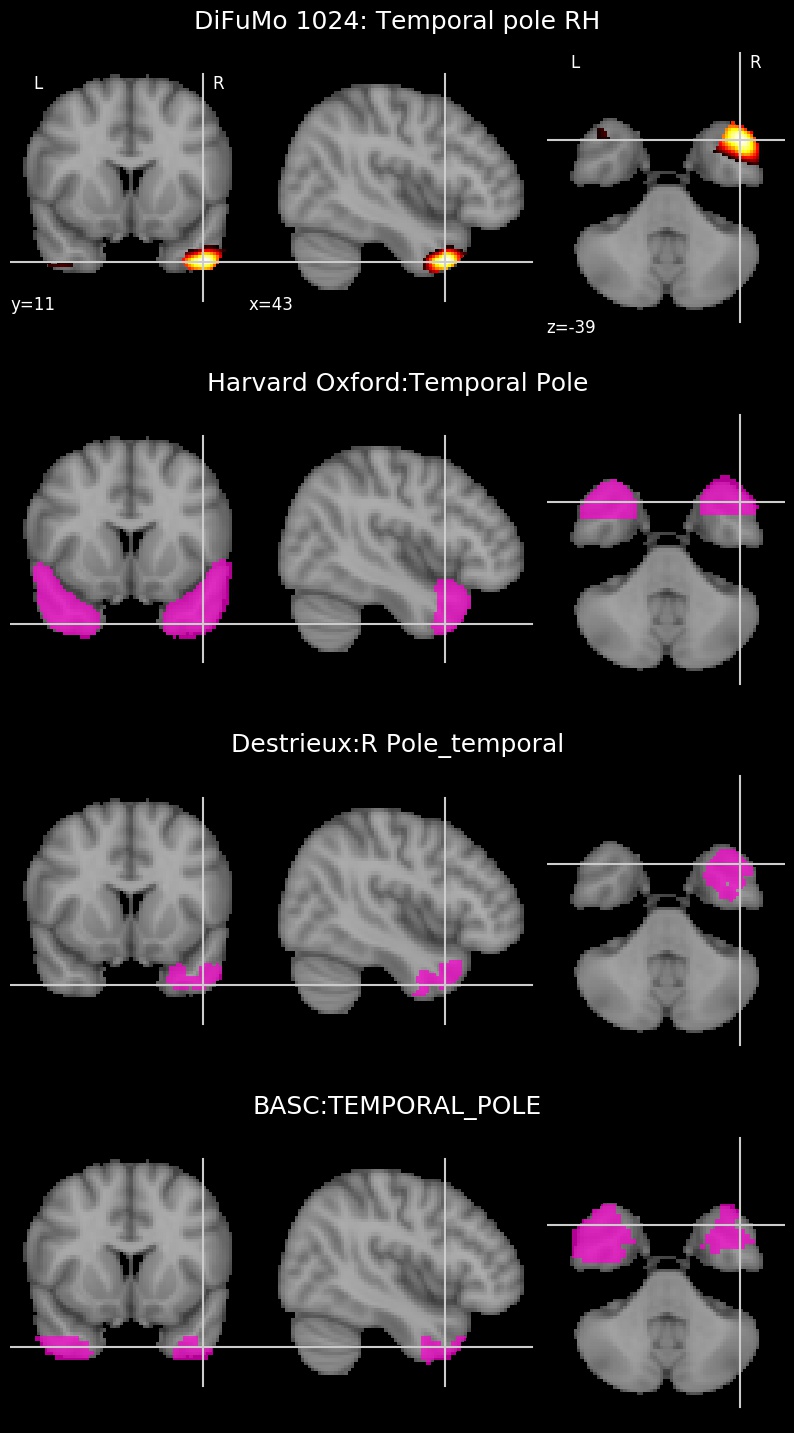 DiFuMo 1024: Temporal pole RH
L
R
L
R
y=11
x=43
z=-39
Harvard Oxford:Temporal Pole
Destrieux:R Pole_temporal
BASC:TEMPORAL_POLE